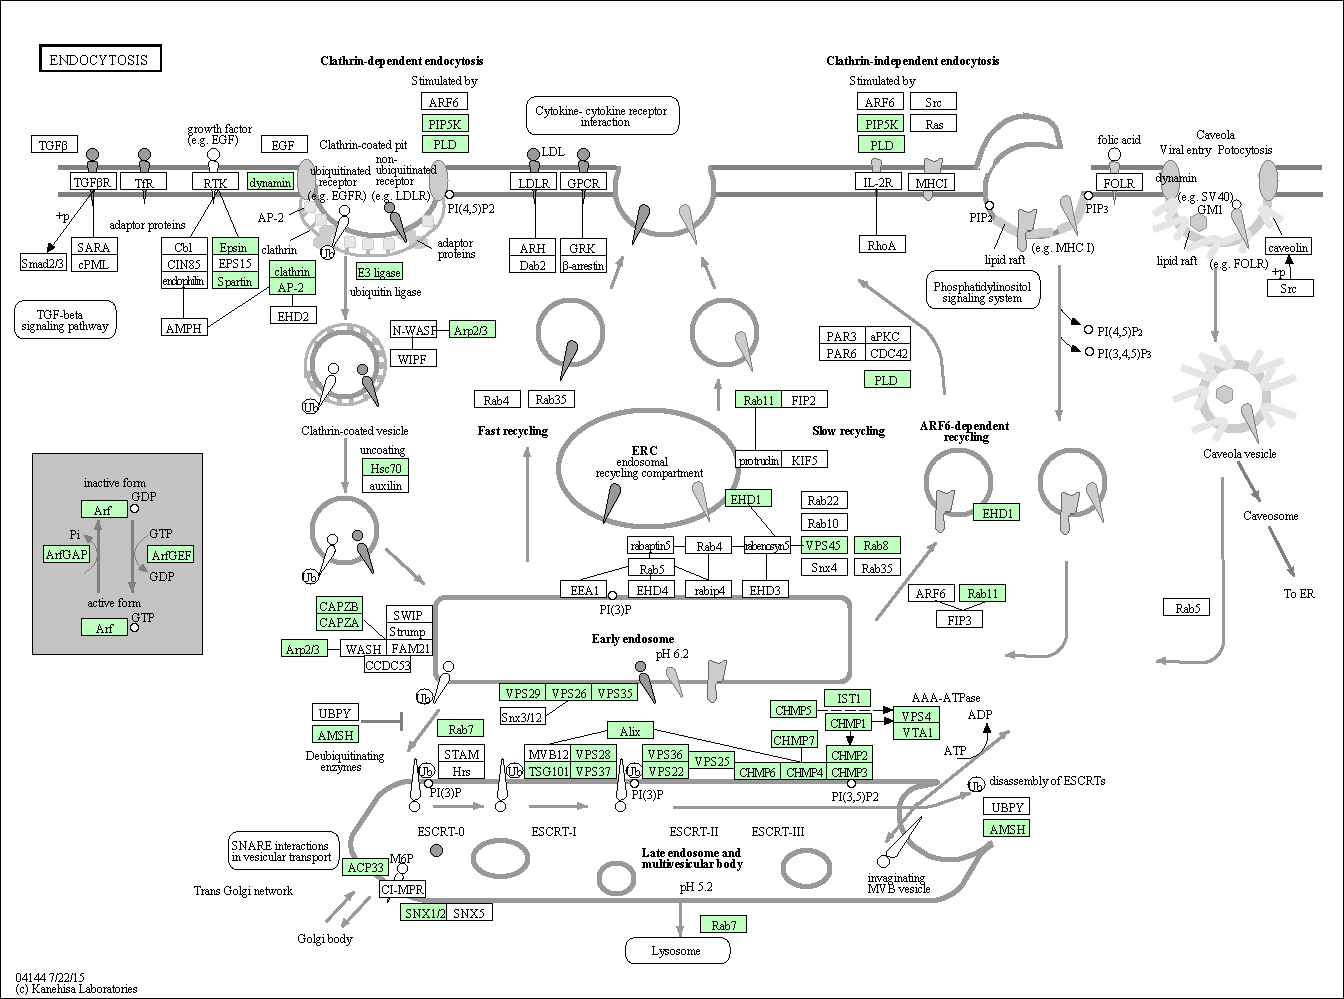 ENDOCYTOSIS
Clathrin-dependent endocytosis
Stimulated by
ARF6
PIP5K
PLD
Cytokine- cytokine receptor
interaction
Clathrin-independent endocytosis
Stimulated by
ARF6
Src
PIP5K
Ras
PLD
TGFβ
growth factor
(e.g. EGF)
EGF
Clathrin-coated pit
non-
ubiquitinated
receptor
(e.g. LDLR)
ubiquitinated
receptor
(e.g. EGFR)
LDL
folic acid
Caveola
Viral entry
Potocytosis
TGFβR
TfR
RTK
dynamin
LDLR
GPCR
IL-2R
MHCI
FOLR
dynamin
(e.g. SV40)
GM1
+p
adaptor proteins
AP-2
PI(4,5)P2
PIP2
PIP3
Smad2/3
SARA
cPML
Cbl
CIN85
endophilin
Epsin
EPS15
Spartin
clathrin
clathrin
AP-2
EHD2
AMPH
Ub
adaptor
proteins
E3 ligase
ubiquitin ligase
ARH
Dab2
GRK
β-arrestin
RhoA
lipid raft
(e.g. MHC I)
lipid raft
(e.g. FOLR)
caveolin
+p
Src
TGF-beta
signaling pathway
Phosphatidylinositol
signaling system
N-WASP
Arp2/3
WIPF
PAR3
aPKC
PAR6
CDC42
PLD
PI(4,5)P2
PI(3,4,5)P3
Ub
Clathrin-coated vesicle
Rab4
Rab35
Fast recycling
Rab11
FIP2
Slow recycling
ARF6-dependent
recycling
ERC
endosomal
recycling compartment
protrudin
KIF5
Caveola vesicle
uncoating
Hsc70
auxilin
inactive form
Arf
GDP
Pi
GTP
ArfGAP
ArfGEF
GDP
active form
Arf
GTP
EHD1
Rab22
Rab10
EHD1
Caveosome
To ER
Ub
rabaptin5
Rab4
rabenosyn5
VPS45
Rab8
Rab5
Snx4
Rab35
EEA1
EHD4
rabip4
EHD3
PI(3)P
ARF6
Rab11
FIP3
Rab5
CAPZB
CAPZA
SWIP
Strump
Arp2/3
WASH
FAM21
CCDC53
Early endosome
pH 6.2
Ub
VPS29
VPS26
VPS35
Snx3/12
UBPY
AMSH
Deubiquitinating
enzymes
Rab7
Alix
IST1
CHMP5
CHMP1
AAA-ATPase
VPS4
VTA1
ADP
ATP
STAM
Hrs
MVB12
VPS28
TSG101
VPS37
VPS36
VPS22
VPS25
CHMP7
CHMP2
CHMP6
CHMP4
CHMP3
Ub
Ub
Ub
PI(3)P
PI(3)P
PI(3,5)P2
Ub
disassembly of ESCRTs
UBPY
AMSH
ESCRT-0
ESCRT-I
ESCRT-II
ESCRT-III
SNARE interactions
in vesicular transport
ACP33
M6P
CI-MPR
Late endosome and
multivesicular body
pH 5.2
invaginating
MVB vesicle
Trans Golgi network
SNX1/2
SNX5
Golgi body
Rab7
Lysosome
04144 7/22/15
(c) Kanehisa Laboratories